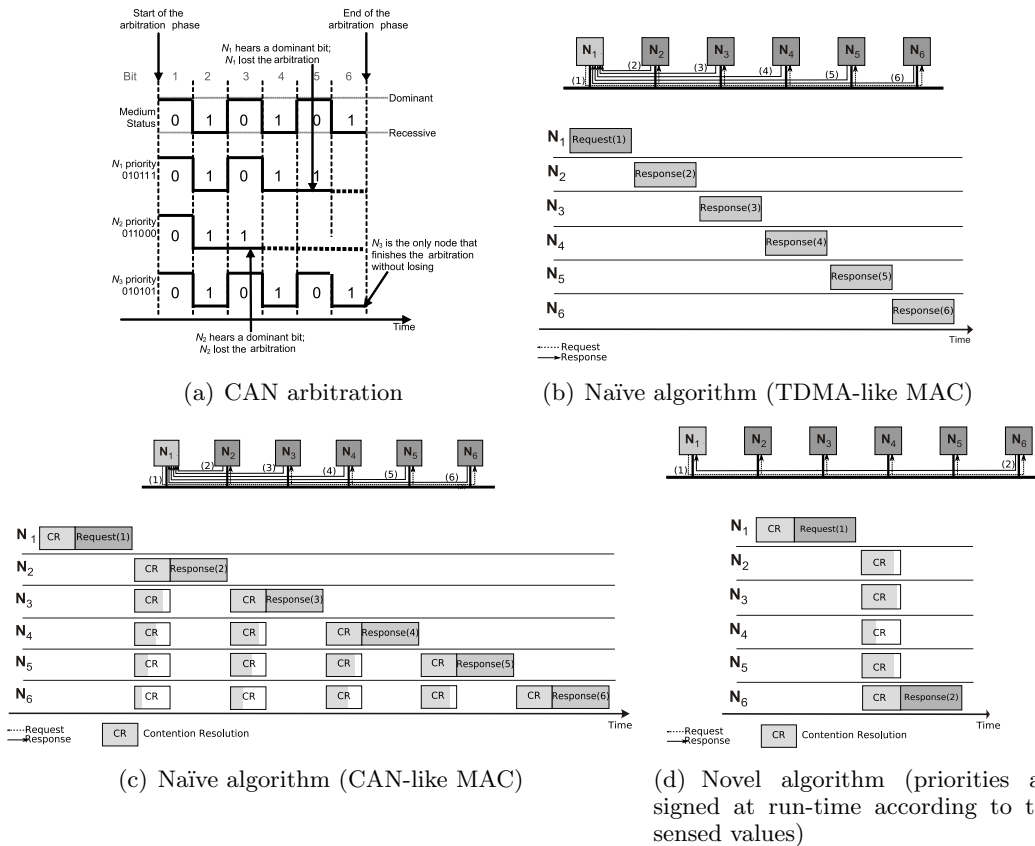 Start of the
arbitration phase
End of the
arbitration phase
N1 hears a dominant bit;
N1 lost the arbitration
Bit 1 2 3 4 5 6
Dominant
Medium
Status
0 1 0 1 0 1
Recessive
N1 priority
010111
0 1 0 1 1
N2 priority
011000
0 1 1
N3 is the only node that
finishes the arbitration
without losing
N3 priority
010101
0 1 0 1 0 1
Time
N2 hears a dominant bit;
N2 lost the arbitration
(a) CAN arbitration
N1 N2 N3 N4 N5 N6
(1) (2) (3) (4) (5) (6)
N1 Request(1)
N2 Response(2)
N3 Response(3)
N4 Response(4)
N5 Response(5)
N6 Response(6)
Time
Request
Response
(b) Naïve algorithm (TDMA-like MAC)
N1 N2 N3 N4 N5 N6
(1) (2) (3) (4) (5) (6)
N1 CR Request(1)
N2 CR Response(2)
N3 CR CR Response(3)
N4 CR CR CR Response(4)
N5 CR CR CR CR Response(5)
N6 CR CR CR CR CR Response(6)
Time
Request
Response
CR Contention Resolution
(c) Naïve algorithm (CAN-like MAC)
N1 N2 N3 N4 N5 N6
(1) (2)
N1 CR Request(1)
N2 CR
N3 CR
N4 CR
N5 CR
N6 CR Response(2)
Time
Request
Response
CR Contention Resolution
(d) Novel algorithm (priorities a
signed at run-time according to t
sensed values)